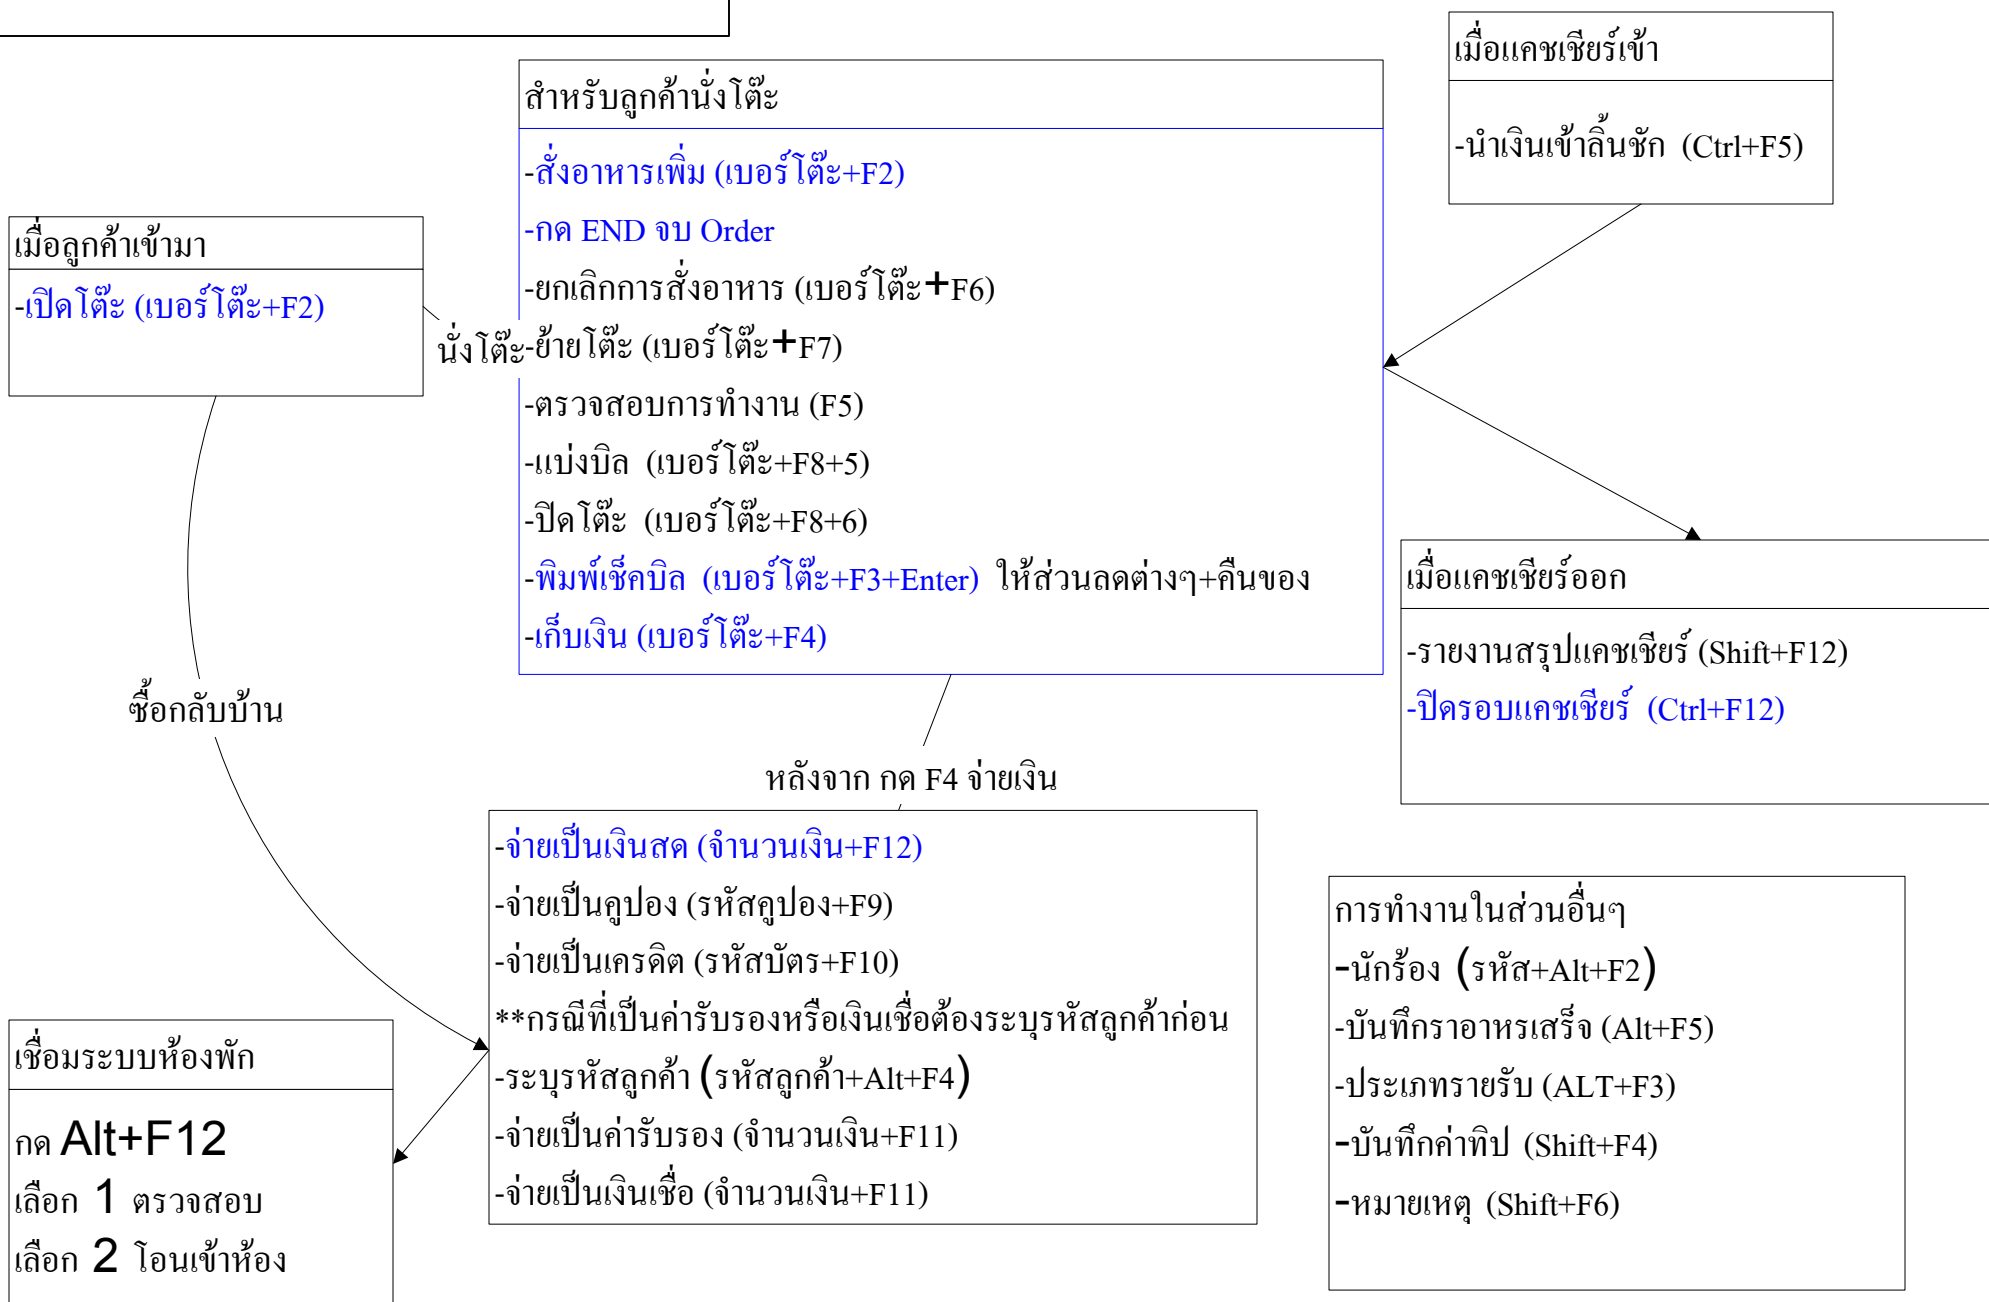 เมื่อแคชเชียร์เข้า
-นำเงินเข้าลิ้นชัก (Ctrl+F5)
สำหรับลูกค้านั่งโต๊ะ
-สั่งอาหารเพิ่ม (เบอร์โต๊ะ+F2)
-กด END จบ Order
-ยกเลิกการสั่งอาหาร (เบอร์โต๊ะ+F6)
-ย้ายโต๊ะ (เบอร์โต๊ะ+F7)
-ตรวจสอบการทำงาน (F5)
-แบ่งบิล (เบอร์โต๊ะ+F8+5)
-ปิดโต๊ะ (เบอร์โต๊ะ+F8+6)
-พิมพ์เช็คบิล (เบอร์โต๊ะ+F3+Enter) ให้ส่วนลดต่างๆ+คืนของ
-เก็บเงิน (เบอร์โต๊ะ+F4)
เมื่อลูกค้าเข้ามา
-เปิดโต๊ะ (เบอร์โต๊ะ+F2)
นั่งโต๊ะ
เมื่อแคชเชียร์ออก
-รายงานสรุปแคชเชียร์ (Shift+F12)
-ปิดรอบแคชเชียร์ (Ctrl+F12)
ซื้อกลับบ้าน
หลังจาก กด F4 จ่ายเงิน
-จ่ายเป็นเงินสด (จำนวนเงิน+F12)
-จ่ายเป็นคูปอง (รหัสคูปอง+F9)
-จ่ายเป็นเครดิต (รหัสบัตร+F10)
**กรณีที่เป็นค่ารับรองหรือเงินเชื่อต้องระบุรหัสลูกค้าก่อน
-ระบุรหัสลูกค้า (รหัสลูกค้า+Alt+F4)
-จ่ายเป็นค่ารับรอง (จำนวนเงิน+F11)
-จ่ายเป็นเงินเชื่อ (จำนวนเงิน+F11)
การทำงานในส่วนอื่นๆ
-นักร้อง (รหัส+Alt+F2)
-บันทึกราอาหรเสร็จ (Alt+F5)
-ประเภทรายรับ (ALT+F3)
-บันทึกค่าทิป (Shift+F4)
-หมายเหตุ (Shift+F6)
เชื่อมระบบห้องพัก
กด Alt+F12
เลือก 1 ตรวจสอบ
เลือก 2 โอนเข้าห้อง